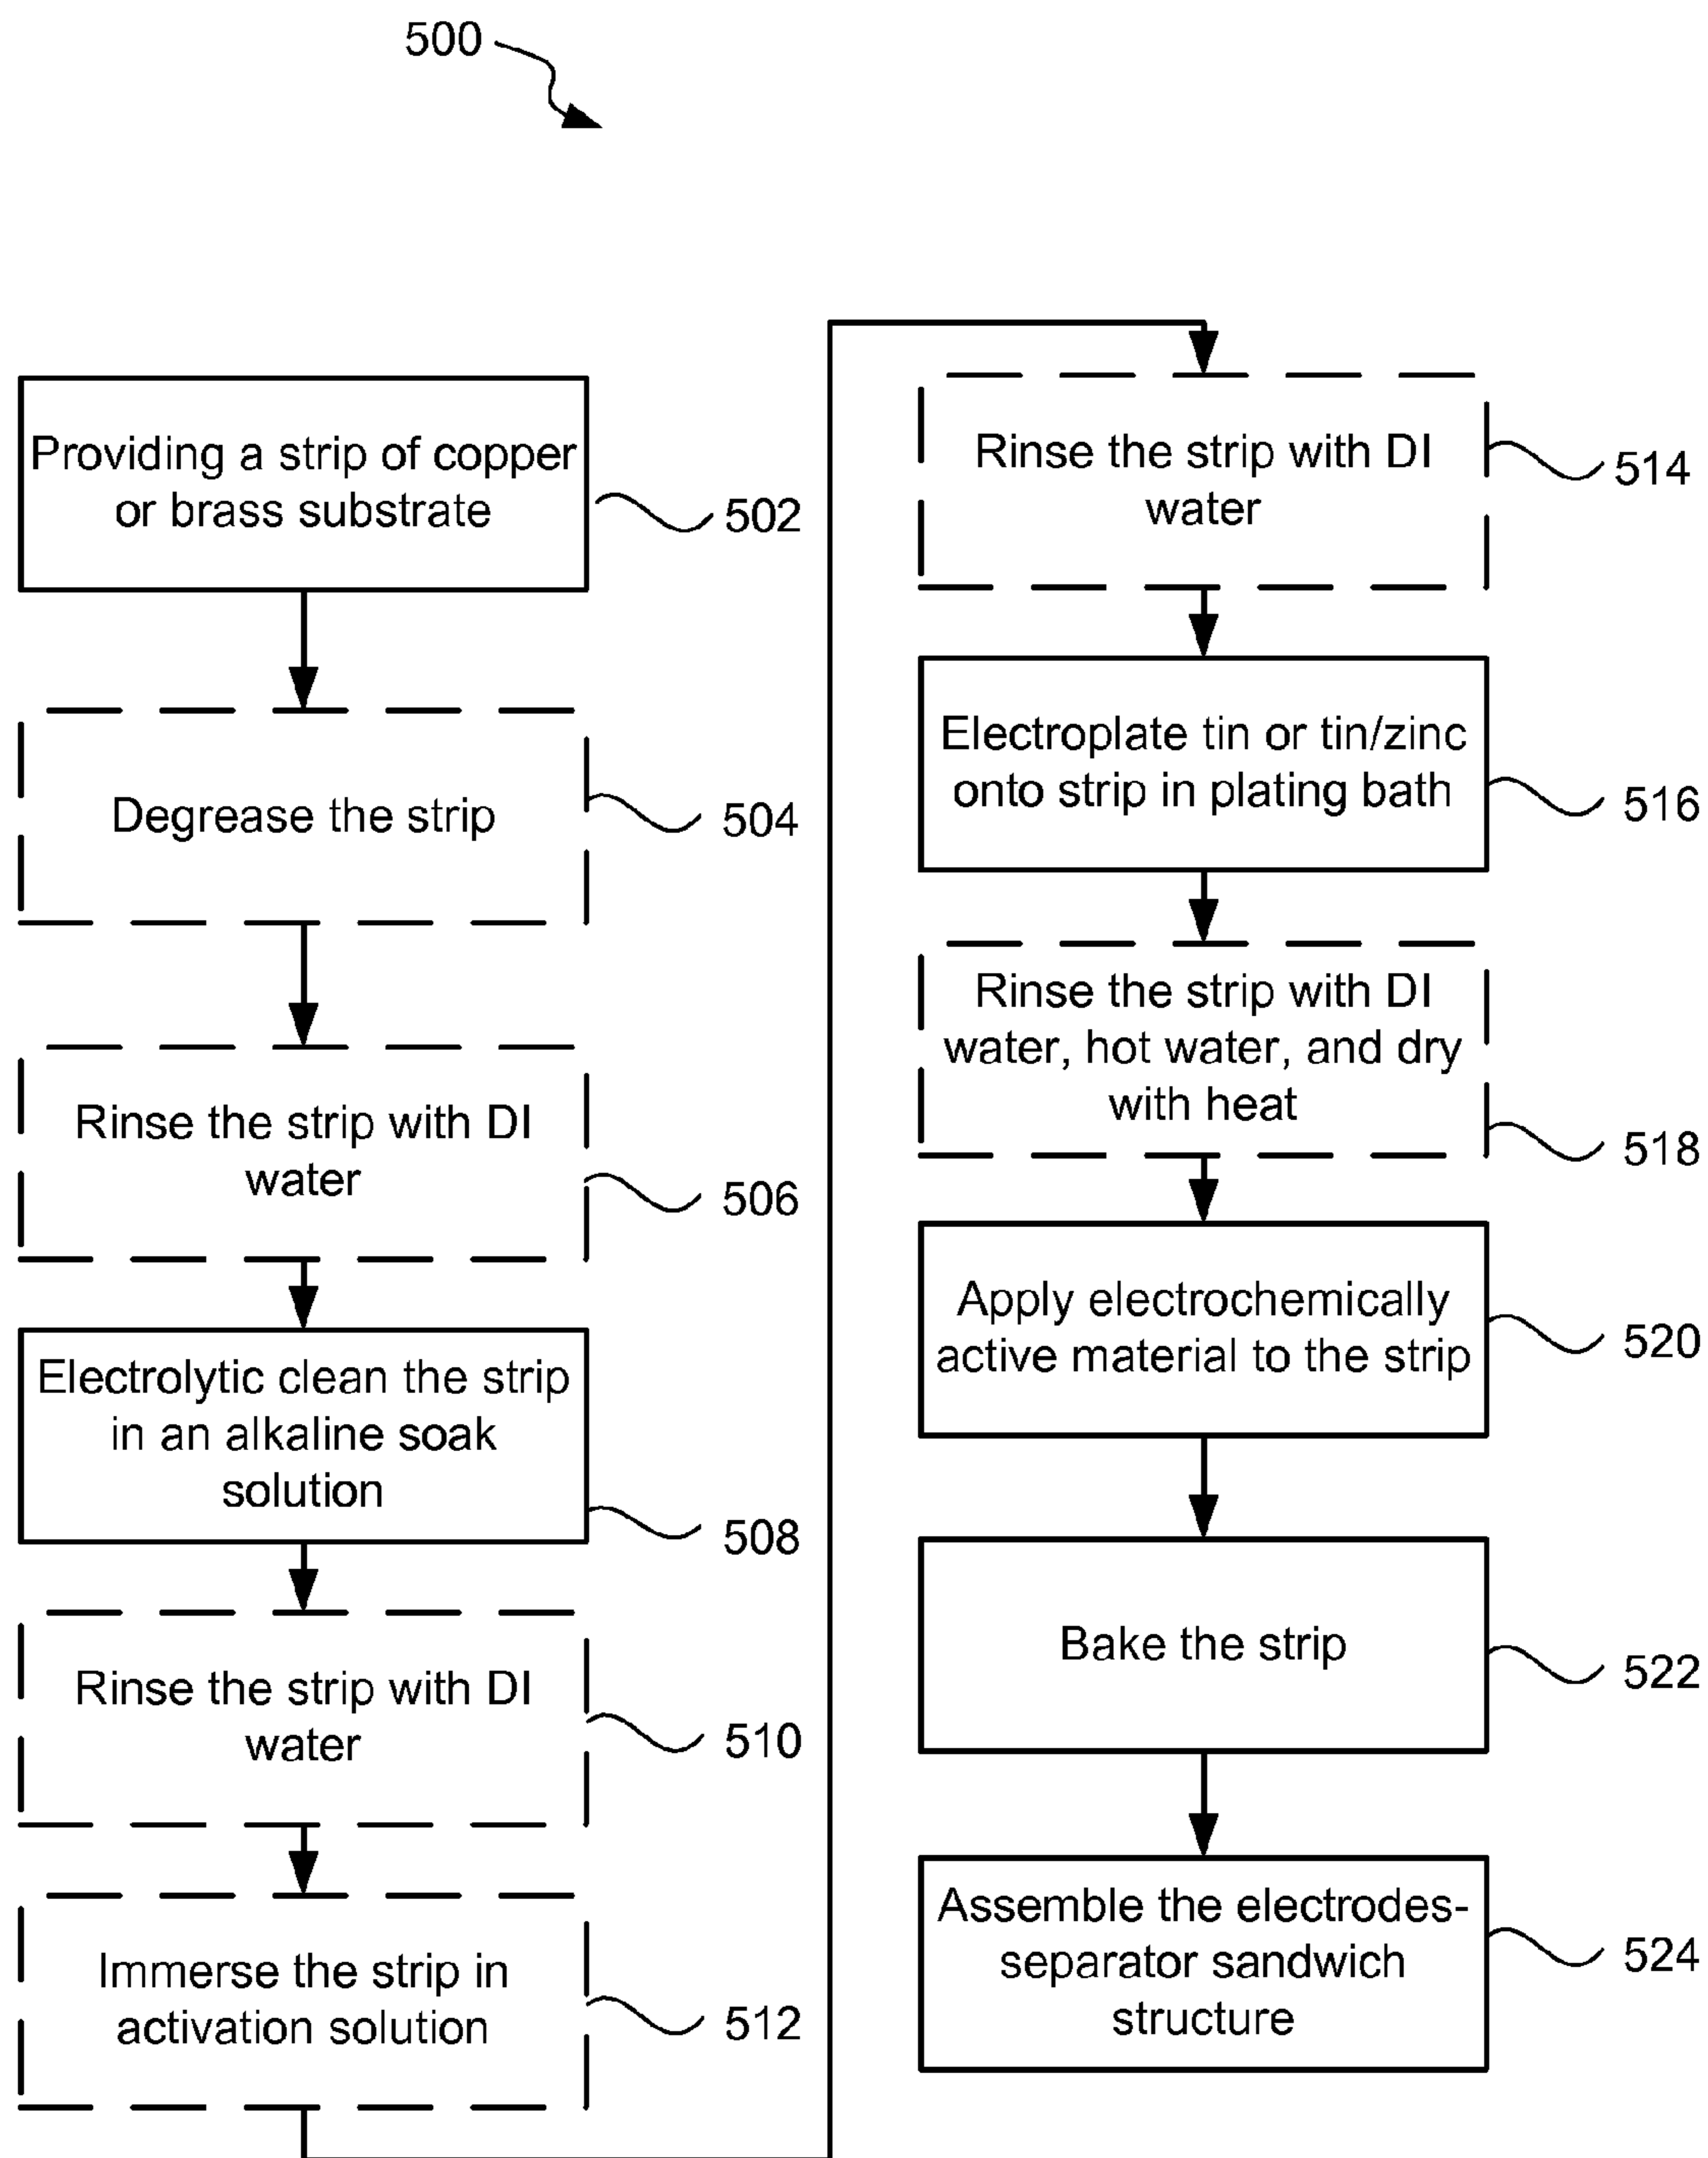 500
Providing a strip of copper
or brass substrate
502
Degrease the strip
504
Rinse the strip with DI
water
506
Electrolytic clean the strip
in an alkaline soak
solution
508
Rinse the strip with DI
water
510
Immerse the strip in
activation solution
512
Rinse the strip with DI
water
514
Electroplate tin or tin/zinc
onto strip in plating bath
516
Rinse the strip with DI
water, hot water, and dry
with heat
518
Apply electrochemically
active material to the strip
520
Bake the strip
522
Assemble the electrodes-
separator sandwich
structure
524